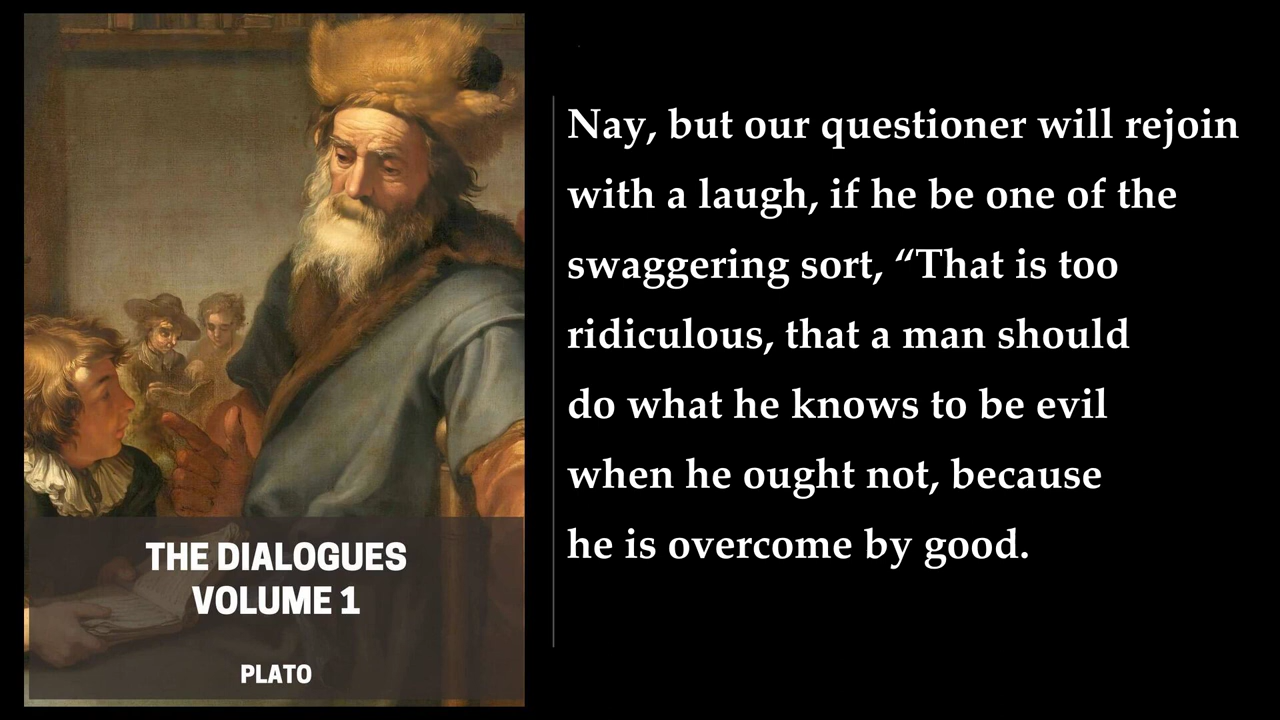 THE DIALOGUES
VOLUME 1
PLATO
Nay, but our questioner will rejoin
with a laugh, if he be one of the
swaggering sort, “That is too
ridiculous, that a man should
do what he knows to be evil
when he ought not, because
he is overcome by good.